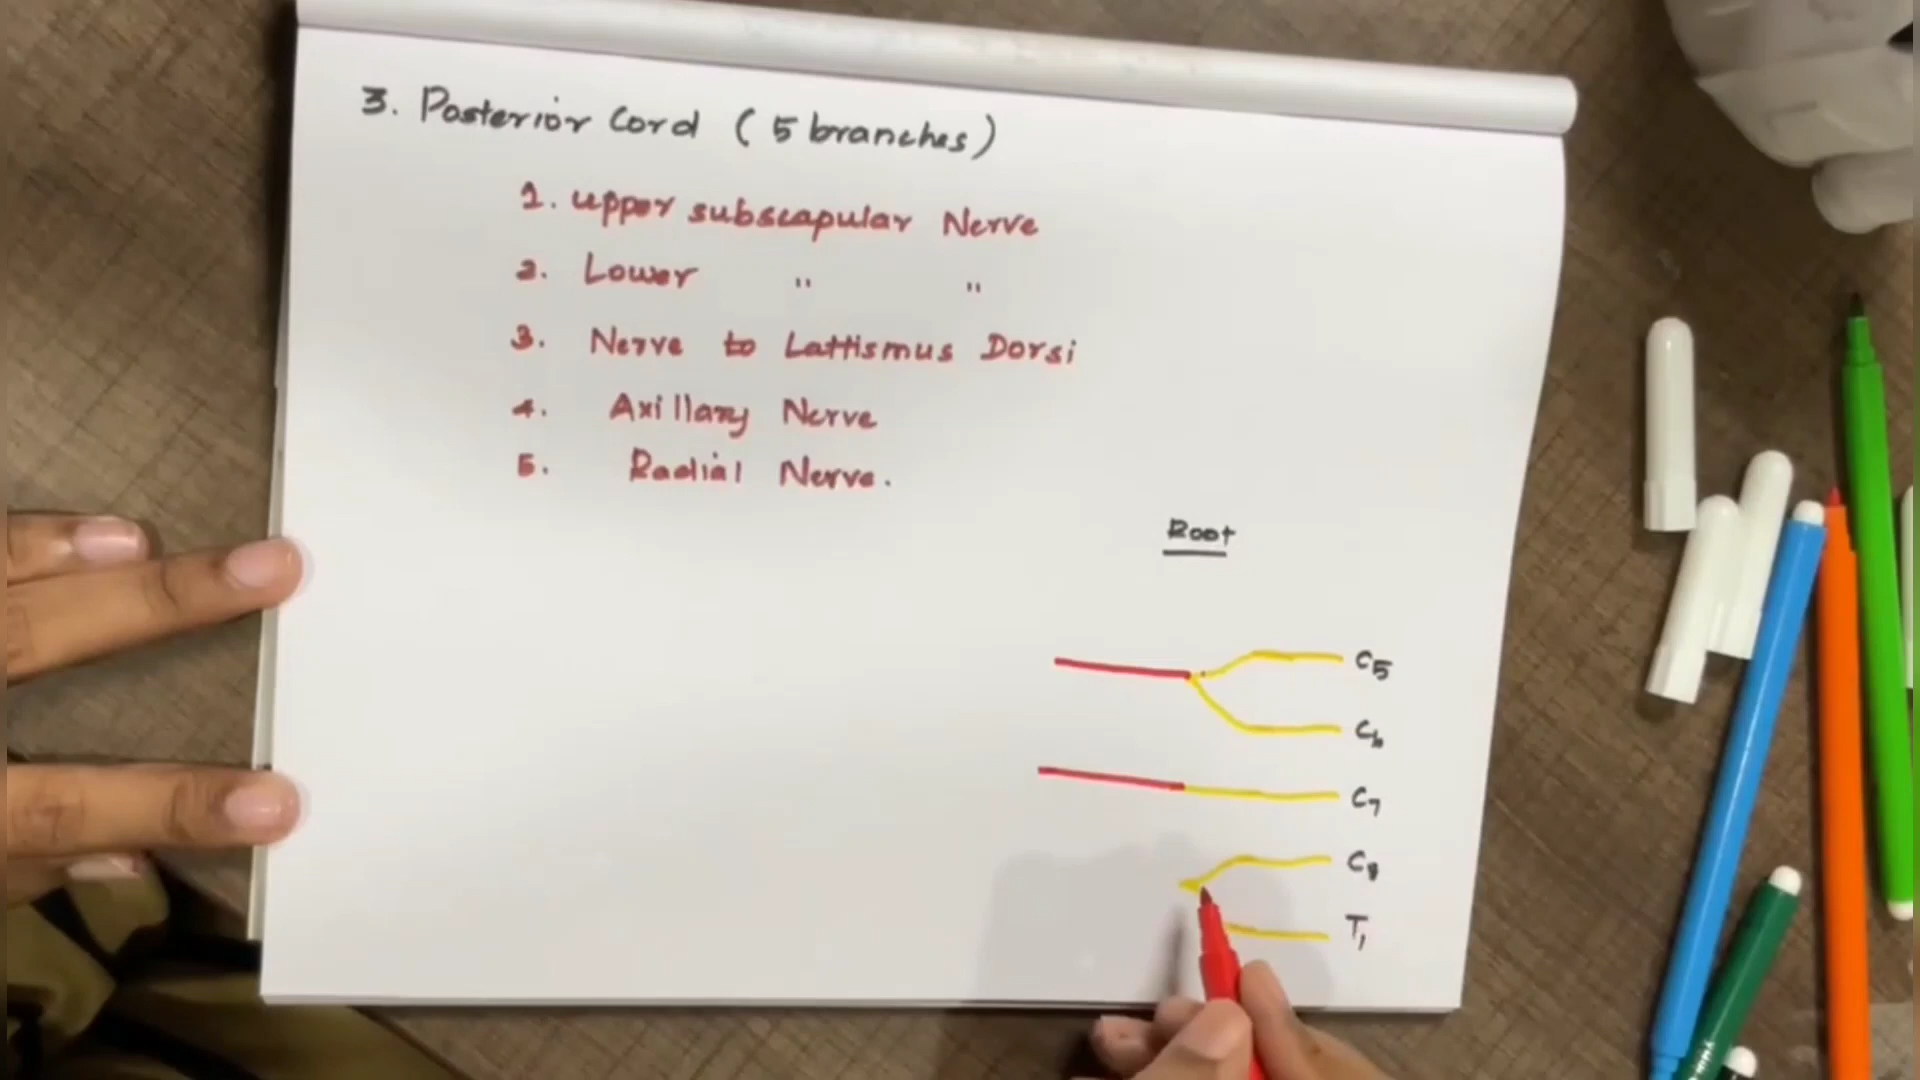 3. Posterior Cord ( 5 branches)
1. upper subscapular Nerve
2. Lower " "
3. Nerve to Lattismus Dorsi
4. Axillary Nerve
5. Radial Nerve.
Root
C5
C6
C7
C8
T1